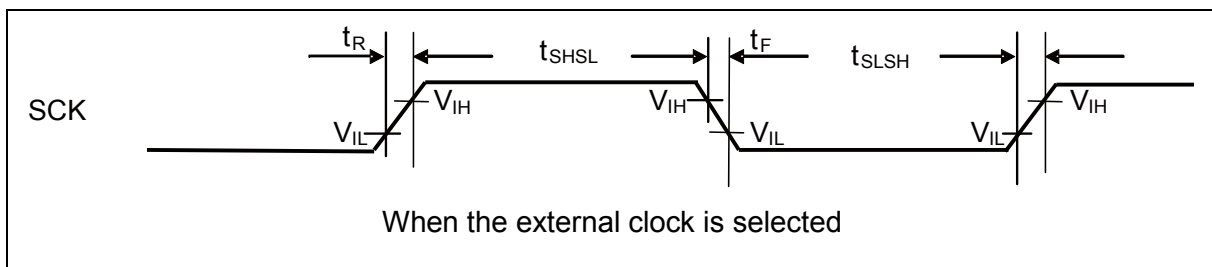 tR tSHSL tF tSLSH
SCK VIL VIH VIH VIL VIL VIH
When the external clock is selected